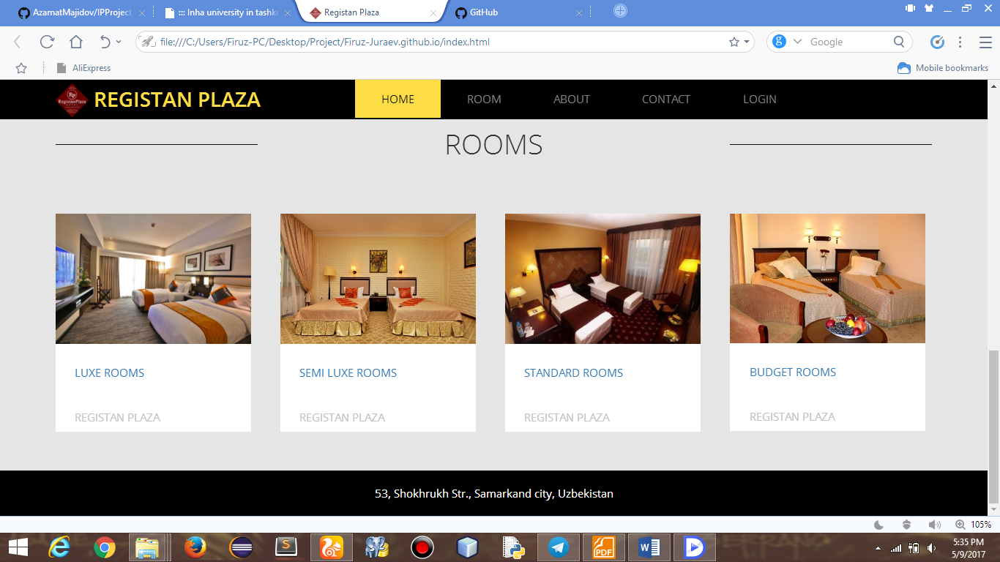 AzamatMajidov/IPProject
::: Inha university in tashke
Registan Plaza
GitHub
file:///C:/Users/Firuz-PC/Desktop/Project/Firuz-Juraev.github.io/index.html
Google
AliExpress
Mobile bookmarks
REGISTAN PLAZA
HOME
ROOM
ABOUT
CONTACT
LOGIN
ROOMS
LUXE ROOMS
REGISTAN PLAZA
SEMI LUXE ROOMS
REGISTAN PLAZA
STANDARD ROOMS
REGISTAN PLAZA
BUDGET ROOMS
REGISTAN PLAZA
53, Shokhrukh Str., Samarkand city, Uzbekistan
105%
PDF
5:35 PM
5/9/2017